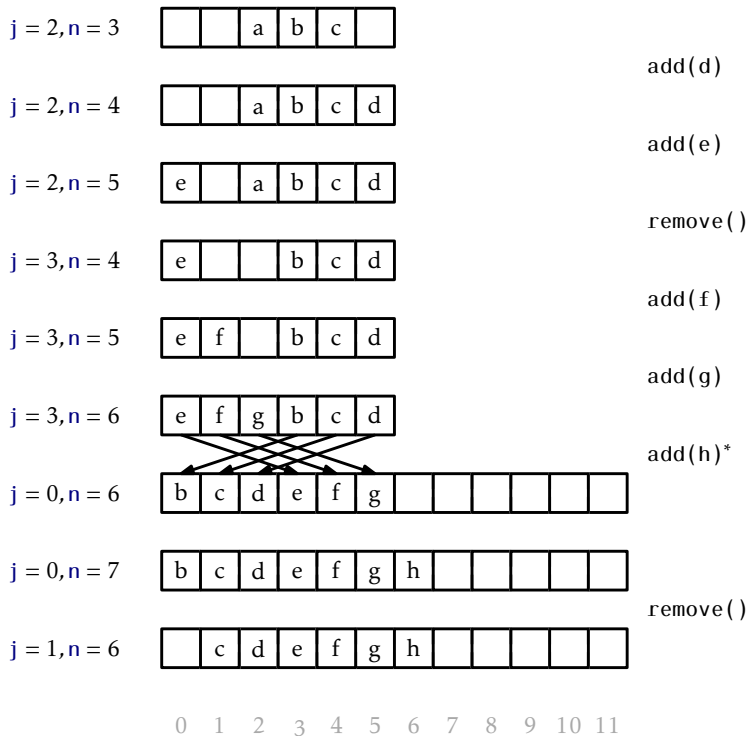 j = 2, n = 3 a b c
add(d)
j = 2, n = 4 a b c d
add(e)
j = 2, n = 5 e a b c d
remove()
j = 3, n = 4 e b c d
add(f)
j = 3, n = 5 e f b c d
add(g)
j = 3, n = 6 e f g b c d
add(h)*
j = 0, n = 6 b c d e f g
j = 0, n = 7 b c d e f g h
remove()
j = 1, n = 6 c d e f g h
0 1 2 3 4 5 6 7 8 9 10 11